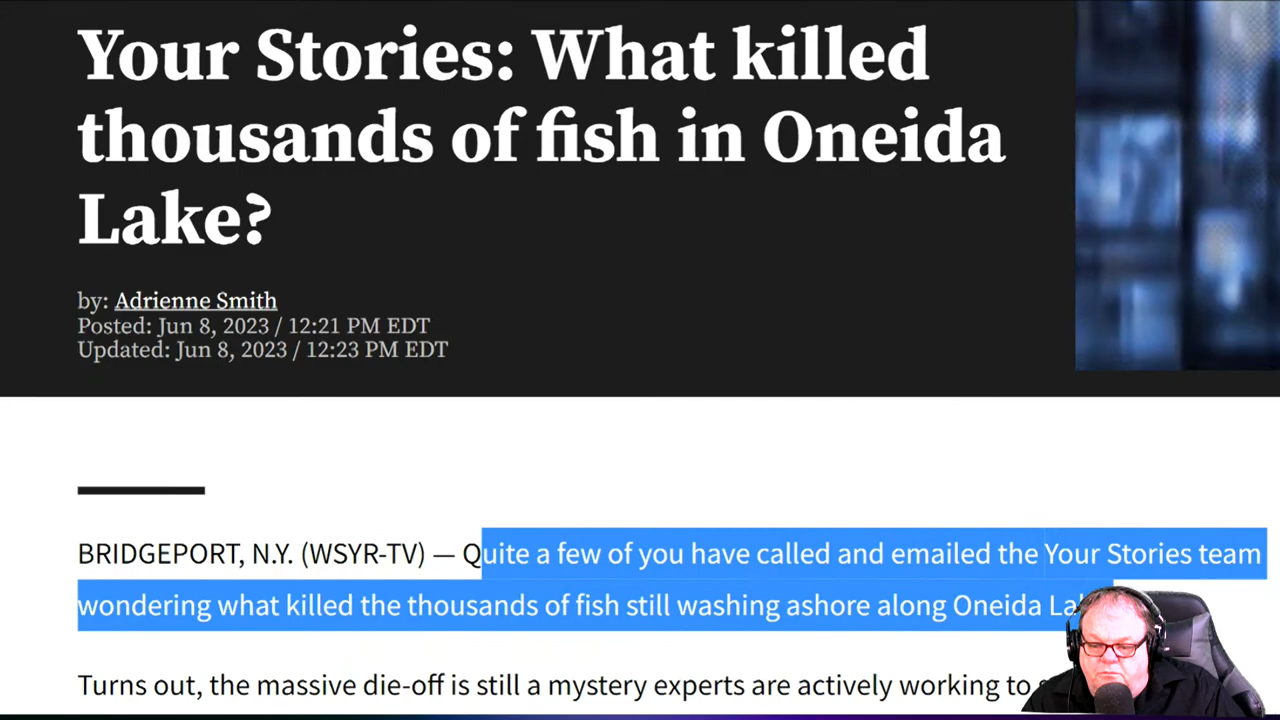 Your Stories: What killed
thousands of fish in Oneida
Lake?
by: Adrienne Smith
Posted: Jun 8, 2023 / 12:21 PM EDT
Updated: Jun 8, 2023 / 12:23 PM EDT
BRIDGEPORT, N.Y. (WSYR-TV) — Quite a few of you have called and emailed the Your Stories team
wondering what killed the thousands of fish still washing ashore along Oneida
Turns out, the massive die-off is still a mystery experts are actively working to